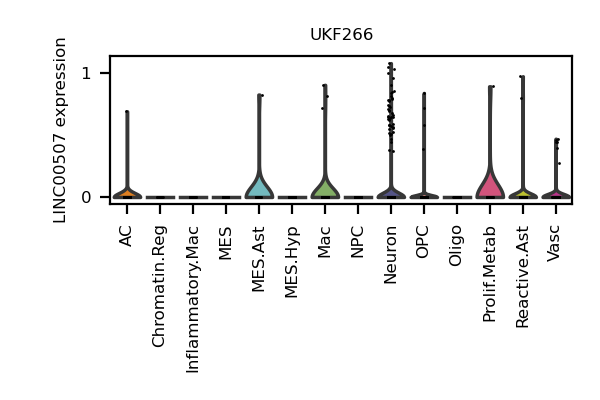 UKF266
LINC00507 expression
1
0
AC
Chromatin.Reg
Inflammatory.Mac
MES
MES.Ast
MES.Hyp
Mac
NPC
Neuron
OPC
Oligo
Prolif.Metab
Reactive.Ast
Vasc